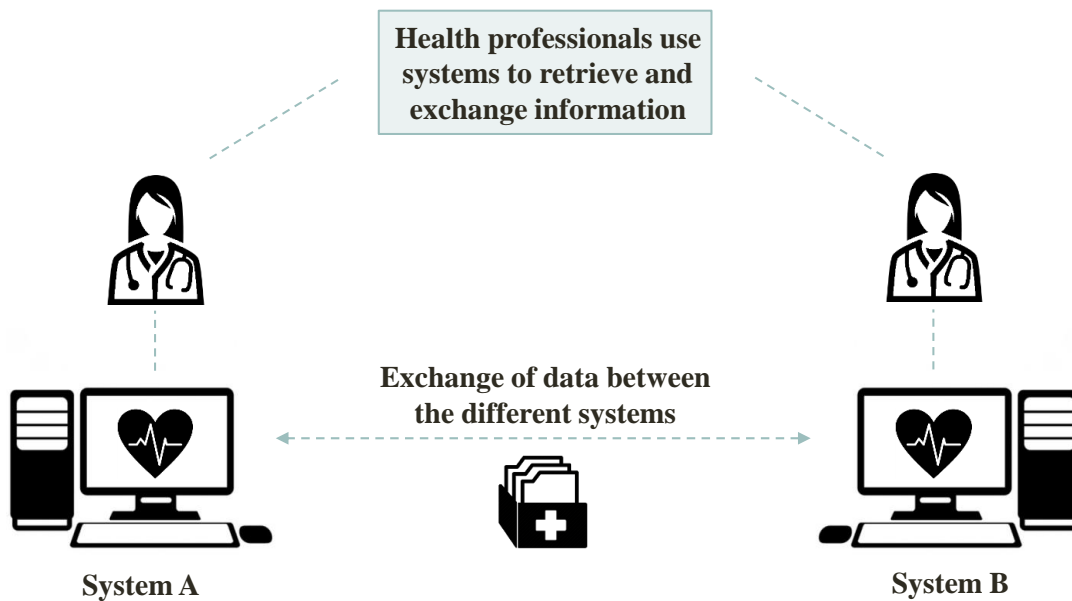 Health professionals use
systems to retrieve and
exchange information
Exchange of data between
the different systems
System A
System B